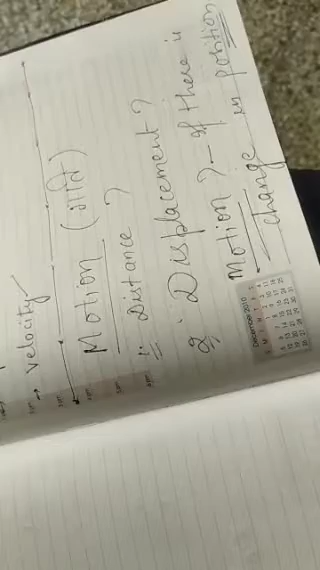 Velocity
Motion (गति)
1. Distance ?
2 Displacement ?
Motion ? - If there is
change in position
December 2010
S M T W T F S